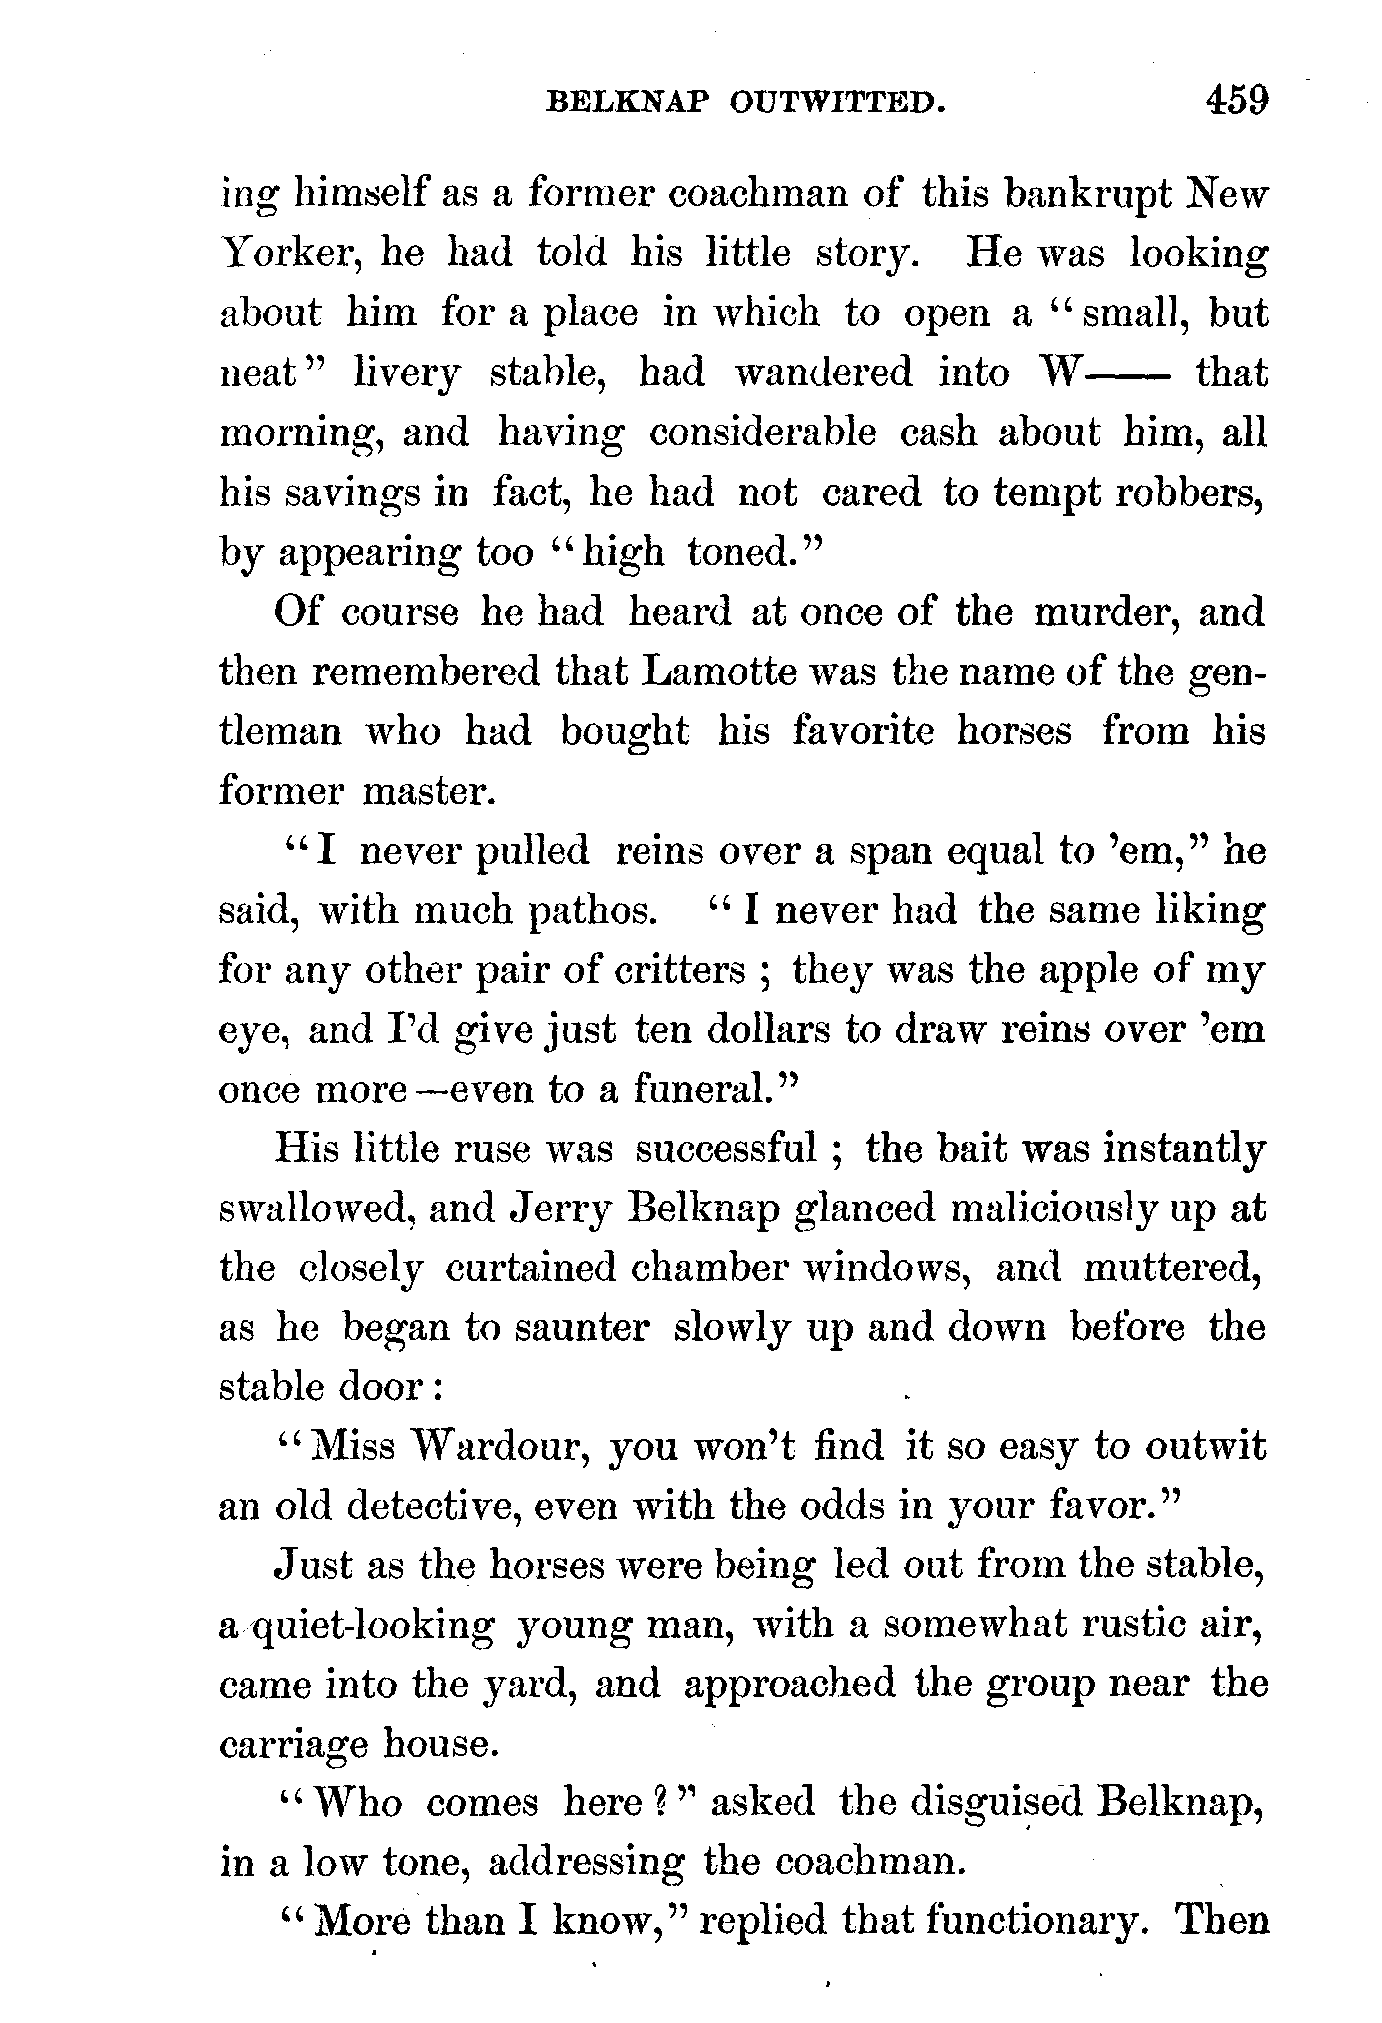 BELKNAP OUTWITTED. 459
ing himself as a former coachman of this bankrupt New
Yorker, he had told his little story. He was looking
about him for a place in which to open a “small, but
neat” livery stable, had wandered into W—— that
morning, and having considerable cash about him, all
his savings in fact, he had not cared to tempt robbers,
by appearing too “high toned.”
Of course he had heard at once of the murder, and
then remembered that Lamotte was the name of the gen-
tleman who had bought his favorite horses from his
former master.
“I never pulled reins over a span equal to ’em,” he
said, with much pathos. “I never had the same liking
for any other pair of critters ; they was the apple of my
eye, and I’d give just ten dollars to draw reins over ’em
once more—even to a funeral.”
His little ruse was successful ; the bait was instantly
swallowed, and Jerry Belknap glanced maliciously up at
the closely curtained chamber windows, and muttered,
as he began to saunter slowly up and down before the
stable door :
“Miss Wardour, you won’t find it so easy to outwit
an old detective, even with the odds in your favor.”
Just as the horses were being led out from the stable,
a quiet-looking young man, with a somewhat rustic air,
came into the yard, and approached the group near the
carriage house.
“Who comes here ?” asked the disguised Belknap,
in a low tone, addressing the coachman.
“More than I know,” replied that functionary. Then